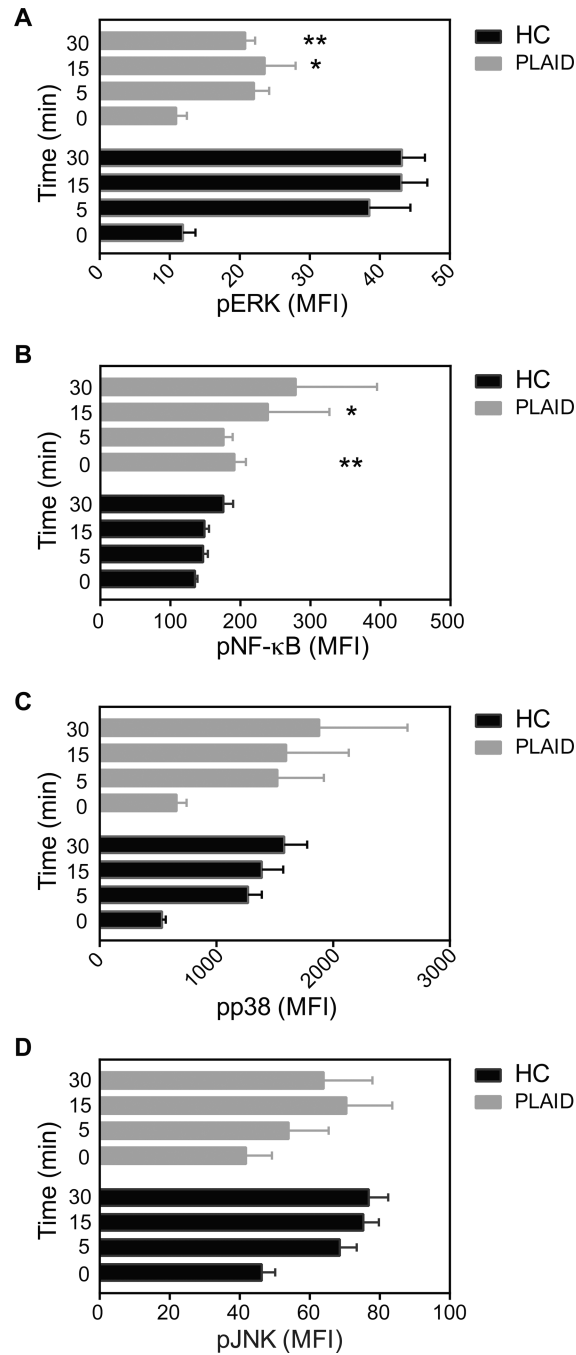 A
30 **
15 *
5
0
30
15
5
0
Time (min)
0 10 20 30 40 50
pERK (MFI)
HC
PLAID
B
30
15 *
5
0 **
30
15
5
0
Time (min)
0 100 200 300 400 500
pNF-κB (MFI)
HC
PLAID
C
30
15
5
0
30
15
5
0
Time (min)
0 1000 2000 3000
pp38 (MFI)
HC
PLAID
D
30
15
5
0
30
15
5
0
Time (min)
0 20 40 60 80 100
pJNK (MFI)
HC
PLAID